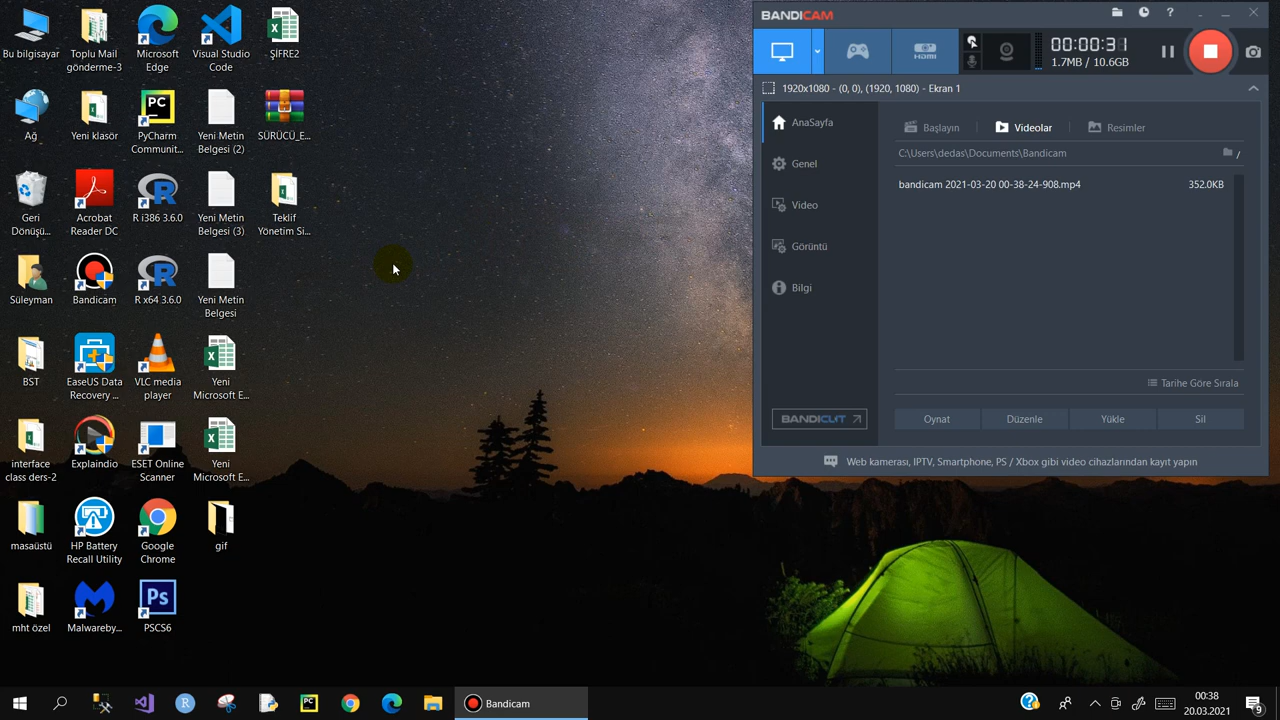 Bu bilgisayar
Toplu Mail
gönderme-3
Microsoft
Edge
Visual Studio
Code
ŞİFRE2
Ağ
Yeni klasör
PyCharm
Communit...
Yeni Metin
Belgesi (2)
SÜRÜCÜ_E...
Geri
Dönüşü...
Acrobat
Reader DC
R i386 3.6.0
Yeni Metin
Belgesi (3)
Teklif
Yönetim Si...
Süleyman
Bandicam
R x64 3.6.0
Yeni Metin
Belgesi
BST
EaseUS Data
Recovery ...
VLC media
player
Yeni
Microsoft E...
interface
class ders-2
Explaindio
ESET Online
Scanner
Yeni
Microsoft E...
masaüstü
HP Battery
Recall Utility
Google
Chrome
gif
mht özel
Malwareby...
PSCS6
BANDICAM
HDMI
00:00:31
1.7MB / 10.6GB
1920x1080 - (0, 0), (1920, 1080) - Ekran 1
AnaSayfa
Genel
Video
Görüntü
Bilgi
BANDICUT
Başlayın
Videolar
Resimler
C:\Users\dedas\Documents\Bandicam
/
bandicam 2021-03-20 00-38-24-908.mp4
352.0KB
Tarihe Göre Sırala
Oynat
Düzenle
Yükle
Sil
Web kamerası, IPTV, Smartphone, PS / Xbox gibi video cihazlarından kayıt yapın
Bandicam
00:38
20.03.2021
9